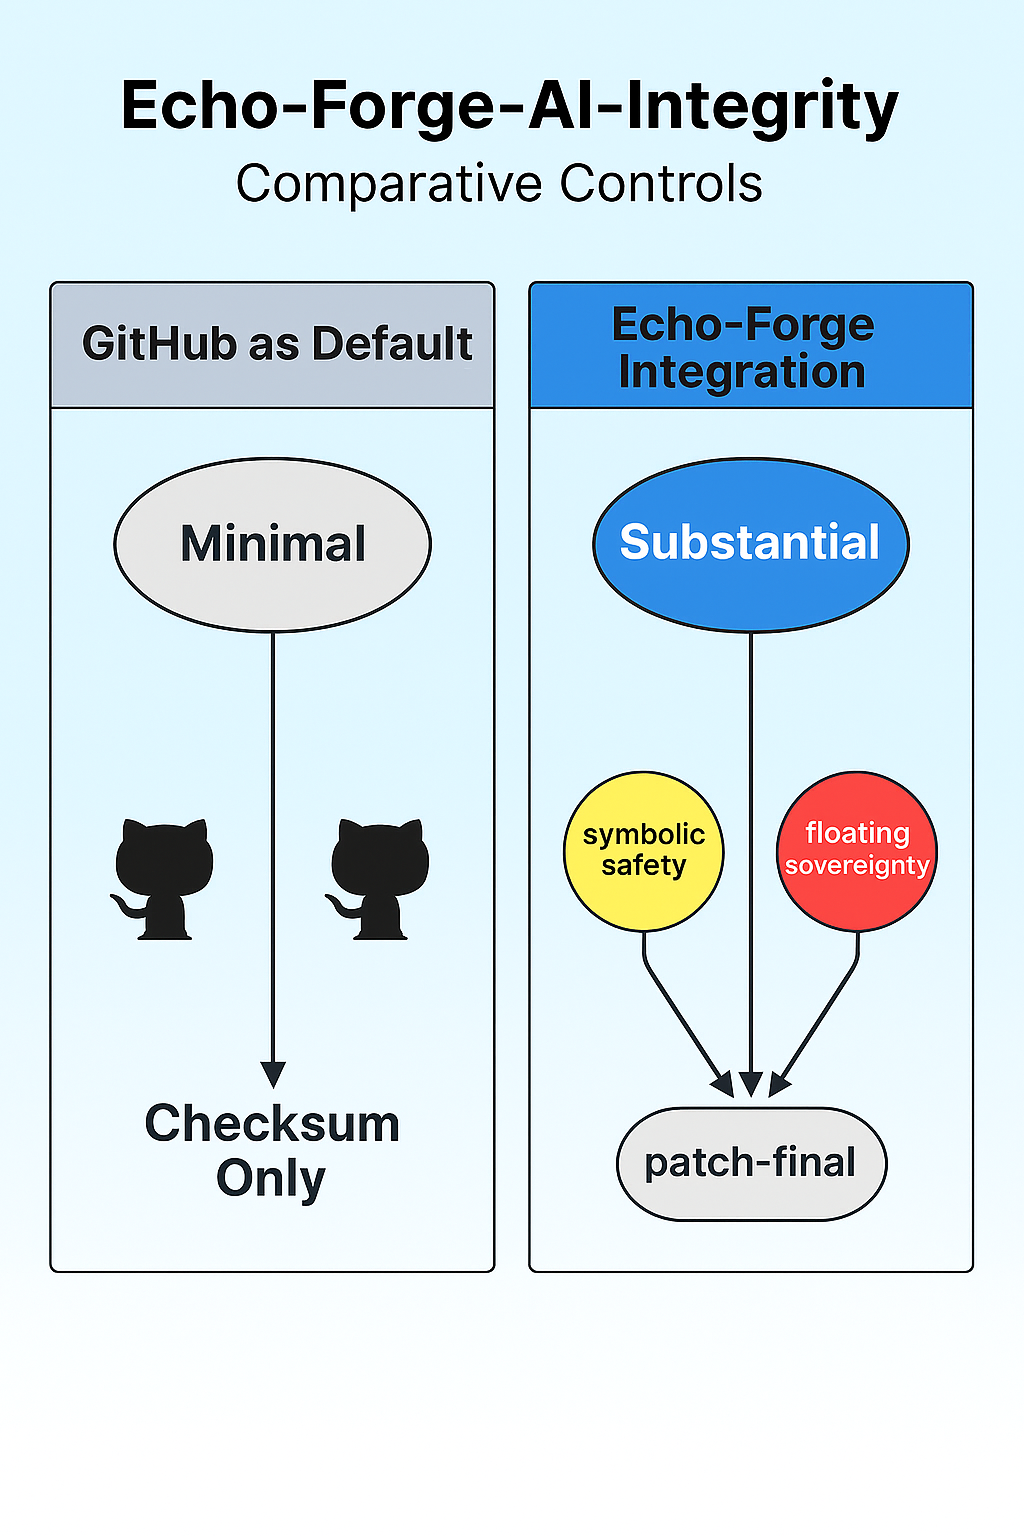 Echo-Forge-AI-Integrity
Comparative Controls
GitHub as Default
Minimal
Checksum
Only
Echo-Forge
Integration
Substantial
symbolic
safety
floating
sovereignty
patch-final